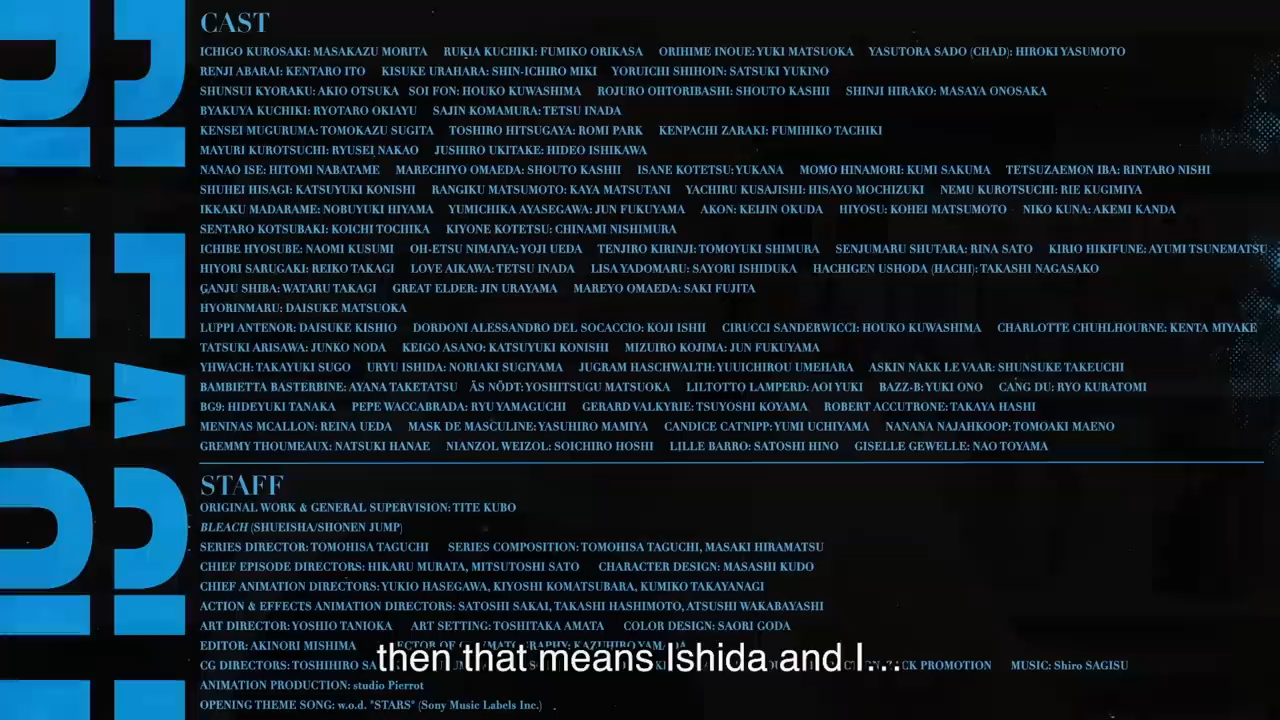 CAST
ICHIGO KUROSAKI: MASAKAZU MORITA RUKIA KUCHIKI: FUMIKO ORIKASA ORIHIME INOUE: YUKI MATSUOKA YASUTORA SADO (CHAD): HIROKI YASUMOTO
RENJI ABARAI: KENTARO ITO KISUKE URAHARA: SHIN-ICHIRO MIKI YORUICHI SHIHOIN: SATSUKI YUKINO
SHUNSUI KYORAKU: AKIO OTSUKA SOI FON: HOUKO KUWASHIMA ROJURO OHTORIBASHI: SHOUTO KASHII SHINJI HIRAKO: MASAYA ONOSAKA
BYAKUYA KUCHIKI: RYOTARO OKIAYU SAJIN KOMAMURA: TETSU INADA
KENSEI MUGURUMA: TOMOKAZU SUGITA TOSHIRO HITSUGAYA: ROMI PARK KENPACHI ZARAKI: FUMIHIKO TACHIKI
MAYURI KUROTSUCHI: RYUSEI NAKAO JUSHIRO UKITAKE: HIDEO ISHIKAWA
NANAO ISE: HITOMI NABATAME MARECHIYO OMAEDA: SHOUTO KASHII ISANE KOTETSU: YUKANA MOMO HINAMORI: KUMI SAKUMA TETSUZAEMON IBA: RINTARO NISHI
SHUHEI HISAGI: KATSUYUKI KONISHI RANGIKU MATSUMOTO: KAYA MATSUTANI YACHIRU KUSAJISHI: HISAYO MOCHIZUKI NEMU KUROTSUCHI: RIE KUGIMIYA
IKKAKU MADARAME: NOBUYUKI HIYAMA YUMICHIKA AYASEGAWA: JUN FUKUYAMA AKON: KEIJIN OKUDA HIYOSU: KOHEI MATSUMOTO NIKO KUNA: AKEMI KANDA
SENTARO KOTSUBAKI: KOICHI TOCHIKA KIYONE KOTETSU: CHINAMI NISHIMURA
ICHIBE HYOSUBE: NAOMI KUSUMI OH-ETSU NIMAIYA: YOJI UEDA TENJIRO KIRINJI: TOMOYUKI SHIMURA SENJUMARU SHUTARA: RINA SATO KIRIO HIKIFUNE: AYUMI TSUNEMATSU
HIYORI SARUGAKI: REIKO TAKAGI LOVE AIKAWA: TETSU INADA LISA YADOMARU: SAYORI ISHIDUKA HACHIGEN USHODA (HACHI): TAKASHI NAGASAKO
GANJU SHIBA: WATARU TAKAGI GREAT ELDER: JIN URAYAMA MAREYO OMAEDA: SAKI FUJITA
HYORINMARU: DAISUKE MATSUOKA
LUPPI ANTENOR: DAISUKE KISHIO DORDONI ALESSANDRO DEL SOCACCIO: KOJI ISHII CIRUCCI SANDERWICCI: HOUKO KUWASHIMA CHARLOTTE CHUHLHOURNE: KENTA MIYAKE
TATSUKI ARISAWA: JUNKO NODA KEIGO ASANO: KATSUYUKI KONISHI MIZUIRO KOJIMA: JUN FUKUYAMA
YHWACH: TAKAYUKI SUGO URYU ISHIDA: NORIAKI SUGIYAMA JUGRAM HASCHWALTH: YUUICHIROU UMEHARA ASKIN NAKK LE VAAR: SHUNSUKE TAKEUCHI
BAMBIETTA BASTERBINE: AYANA TAKETATSU ÄS NÖDT: YOSHITSUGU MATSUOKA LILTOTTO LAMPERD: AOI YUKI BAZZ-B: YUKI ONO CANG DU: RYO KURATOMI
BG9: HIDEYUKI TANAKA PEPE WACCABRADA: RYU YAMAGUCHI GERARD VALKYRIE: TSUYOSHI KOYAMA ROBERT ACCUTRONE: TAKAYA HASHI
MENINAS MCALLON: REINA UEDA MASK DE MASCULINE: YASUHIRO MAMIYA CANDICE CATNIPP: YUMI UCHIYAMA NANANA NAJAHKOOP: TOMOAKI MAENO
GREMMY THOUMEAUX: NATSUKI HANAE NIANZOL WEIZOL: SOICHIRO HOSHI LILLE BARRO: SATOSHI HINO GISELLE GEWELLE: NAO TOYAMA
STAFF
ORIGINAL WORK & GENERAL SUPERVISION: TITE KUBO
BLEACH (SHUEISHA/SHONEN JUMP)
SERIES DIRECTOR: TOMOHISA TAGUCHI SERIES COMPOSITION: TOMOHISA TAGUCHI, MASAKI HIRAMATSU
CHIEF EPISODE DIRECTORS: HIKARU MURATA, MITSUTOSHI SATO CHARACTER DESIGN: MASASHI KUDO
CHIEF ANIMATION DIRECTORS: YUKIO HASEGAWA, KIYOSHI KOMATSUBARA, KUMIKO TAKAYANAGI
ACTION & EFFECTS ANIMATION DIRECTORS: SATOSHI SAKAI, TAKASHI HASHIMOTO, ATSUSHI WAKABAYASHI
ART DIRECTOR: YOSHIO TANIOKA ART SETTING: TOSHITAKA AMATA COLOR DESIGN: SAORI GODA
EDITOR: AKINORI MISHIMA
CG DIRECTORS: TOSHIHIRO PROMOTION MUSIC: Shiro SAGISU
then that means Ishida and I...
ANIMATION PRODUCTION: studio Pierrot
OPENING THEME SONG: w.o.d. "STARS" (Sony Music Labels Inc.)